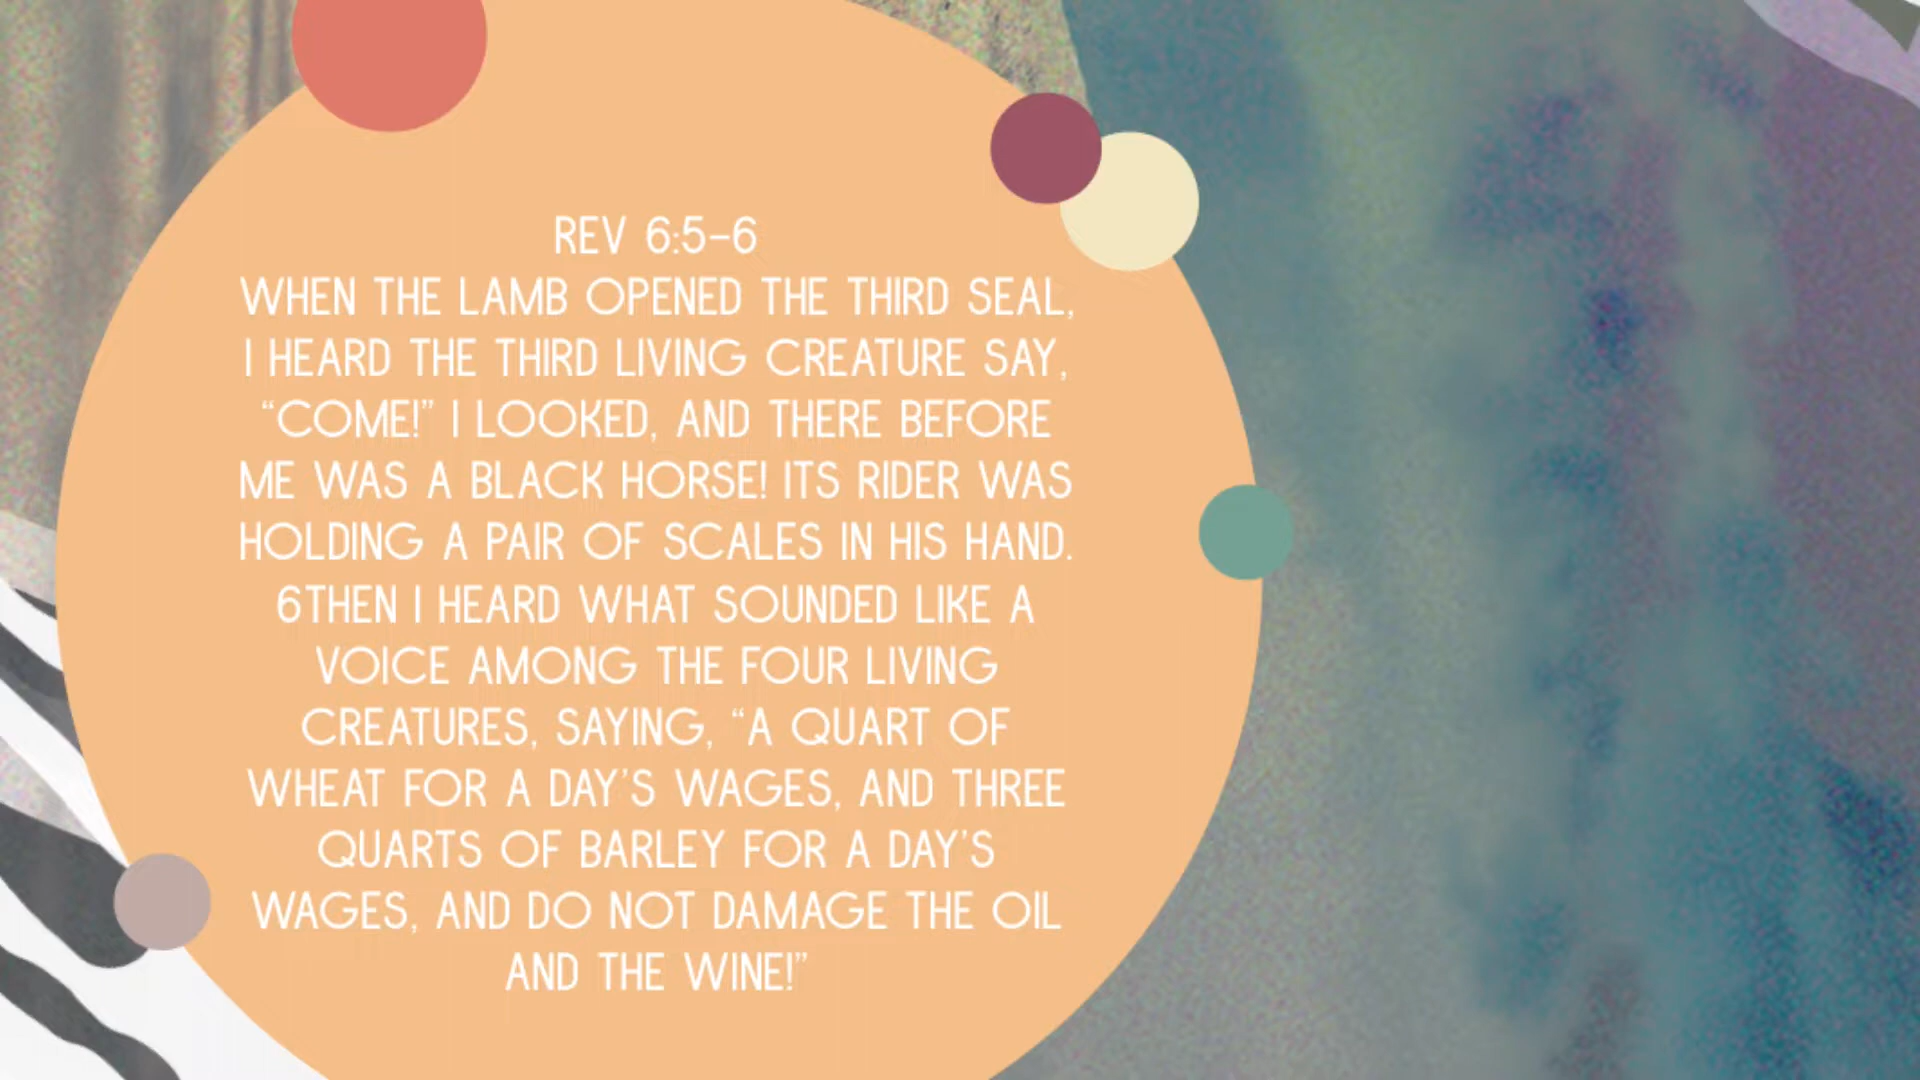 REV 6:5–6
WHEN THE LAMB OPENED THE THIRD SEAL,
I HEARD THE THIRD LIVING CREATURE SAY,
“COME!” I LOOKED, AND THERE BEFORE
ME WAS A BLACK HORSE! ITS RIDER WAS
HOLDING A PAIR OF SCALES IN HIS HAND.
6THEN I HEARD WHAT SOUNDED LIKE A
VOICE AMONG THE FOUR LIVING
CREATURES, SAYING, “A QUART OF
WHEAT FOR A DAY’S WAGES, AND THREE
QUARTS OF BARLEY FOR A DAY’S
WAGES, AND DO NOT DAMAGE THE OIL
AND THE WINE!”